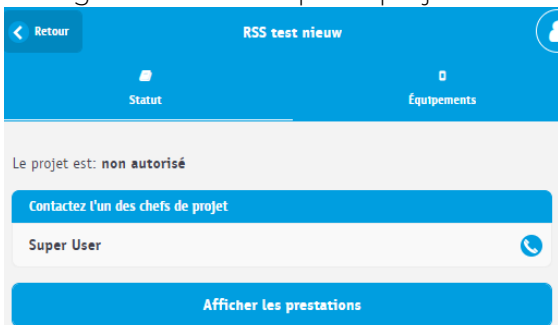 Retour
RSS test nieuw
Statut
Équipements
Le projet est: non autorisé
Contactez l'un des chefs de projet
Super User
Afficher les prestations